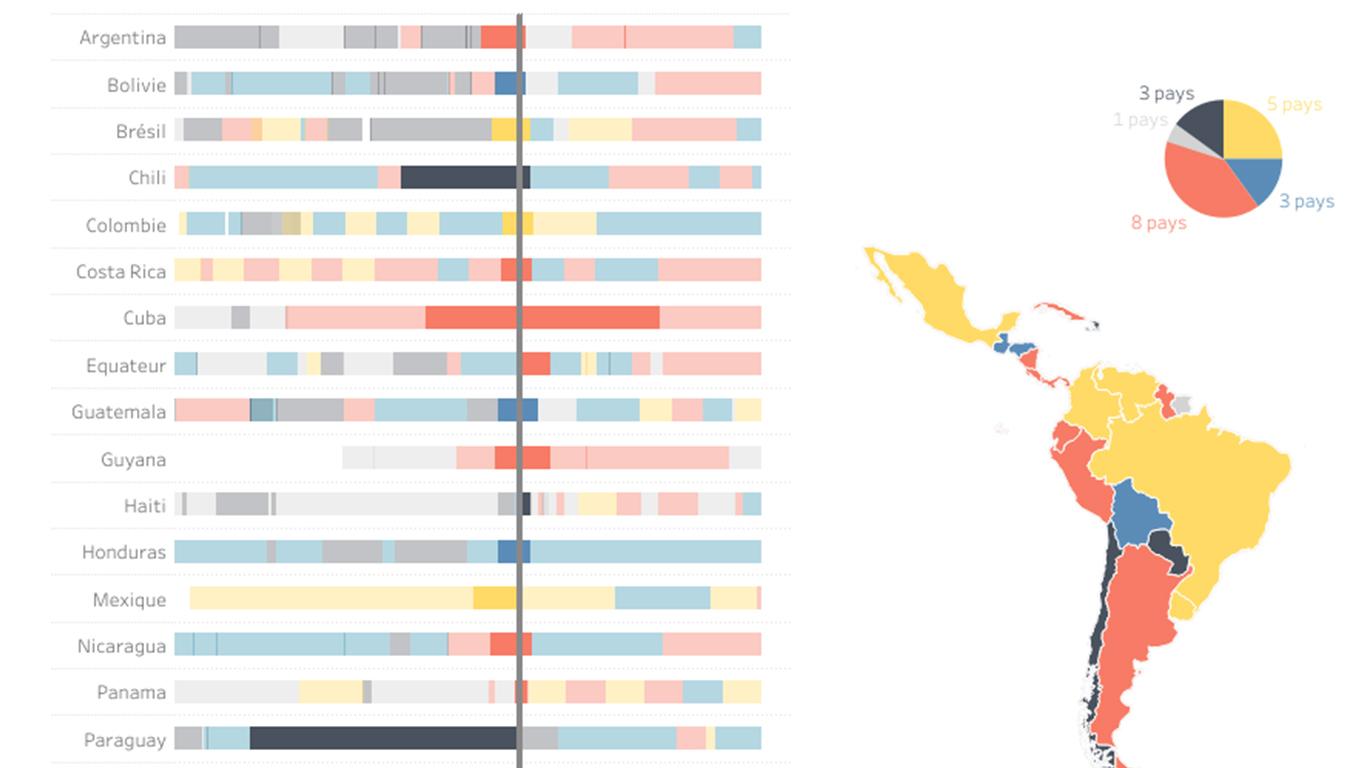 Argentina
Bolivie
Brésil
Chili
Colombie
Costa Rica
Cuba
Equateur
Guatemala
Guyana
Haiti
Honduras
Mexique
Nicaragua
Panama
Paraguay
3 pays
5 pays
1 pays
3 pays
8 pays